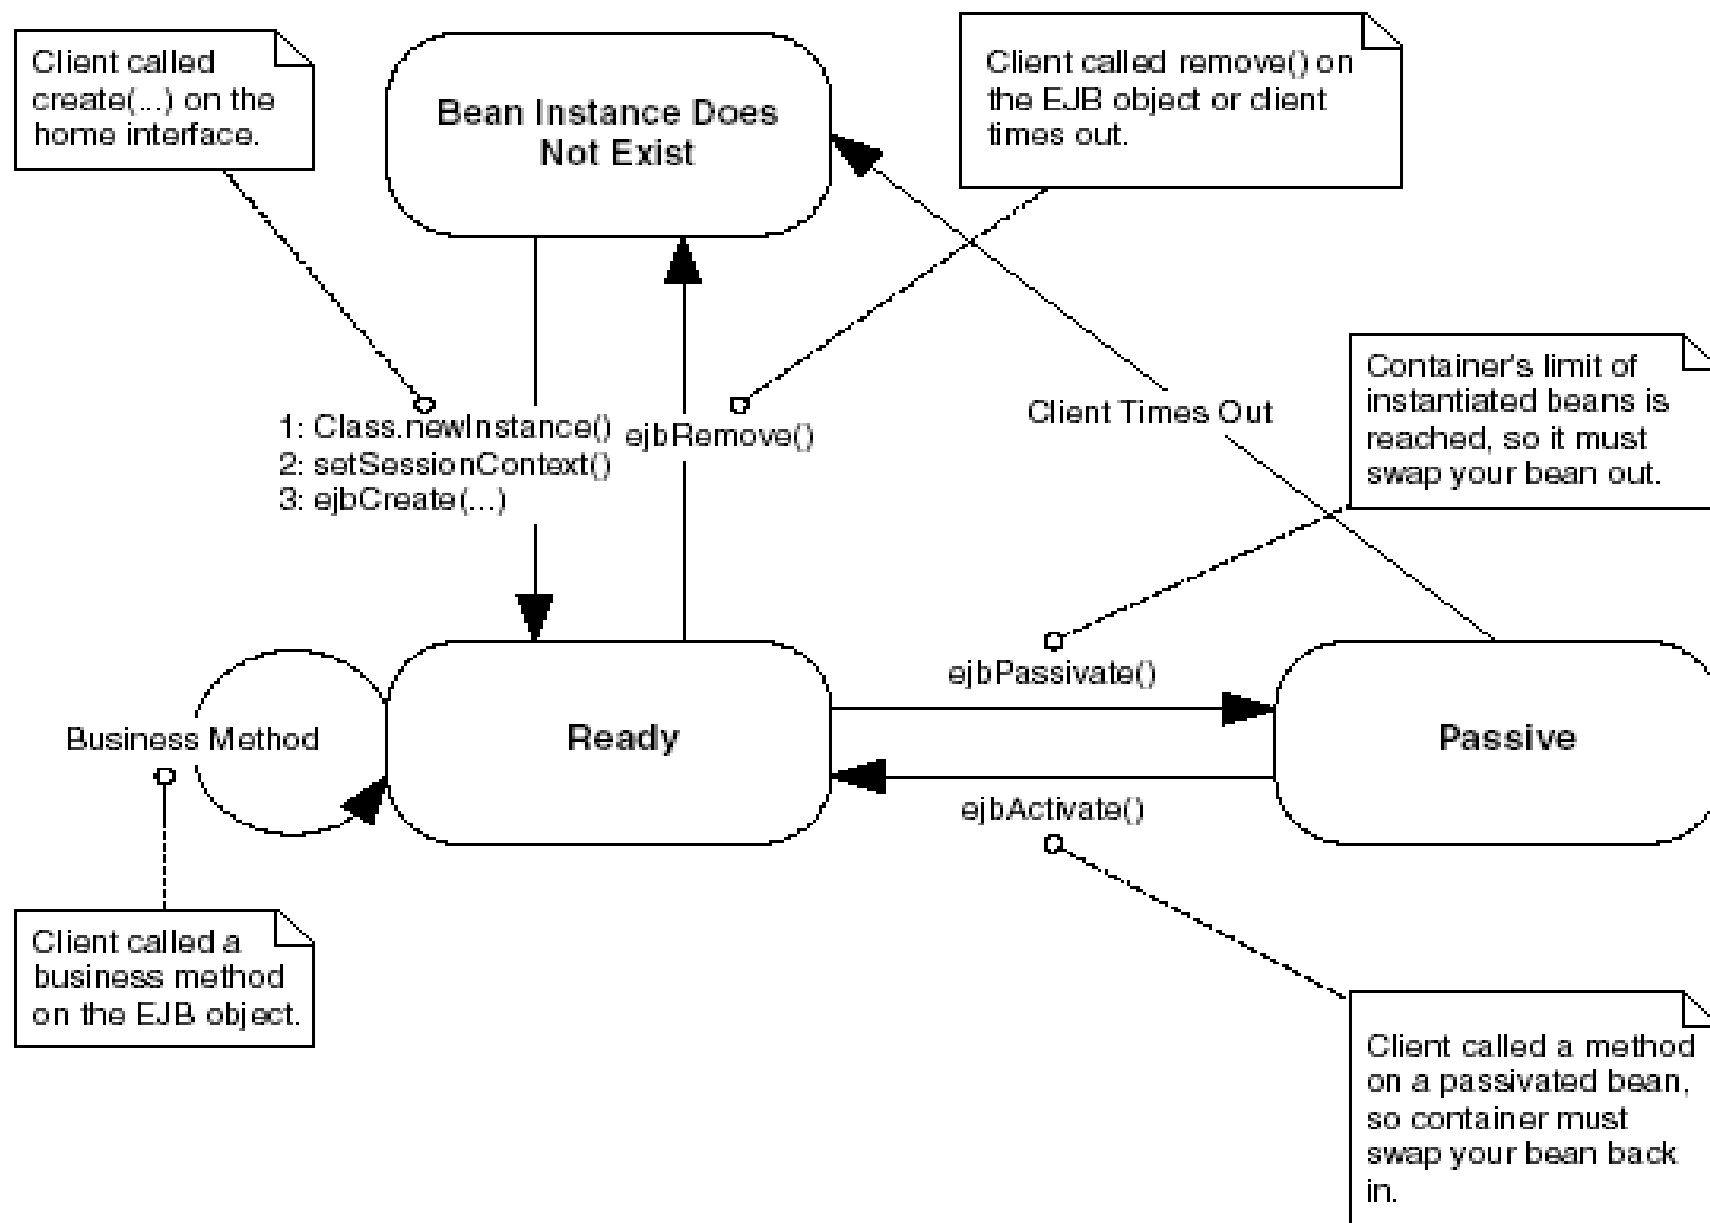 Client called
create(...) on the
home interface.
Bean Instance Does
Not Exist
Client called remove() on
the EJB object or client
times out.
Container's limit of
instantiated beans is
reached, so it must
swap your bean out.
Client Times Out
1: Class.newInstance()
2: setSessionContext()
3: ejbCreate(...)
ejbRemove()
ejbPassivate()
Business Method
Ready
Passive
ejbActivate()
Client called a
business method
on the EJB object.
Client called a method
on a passivated bean,
so container must
swap your bean back
in.